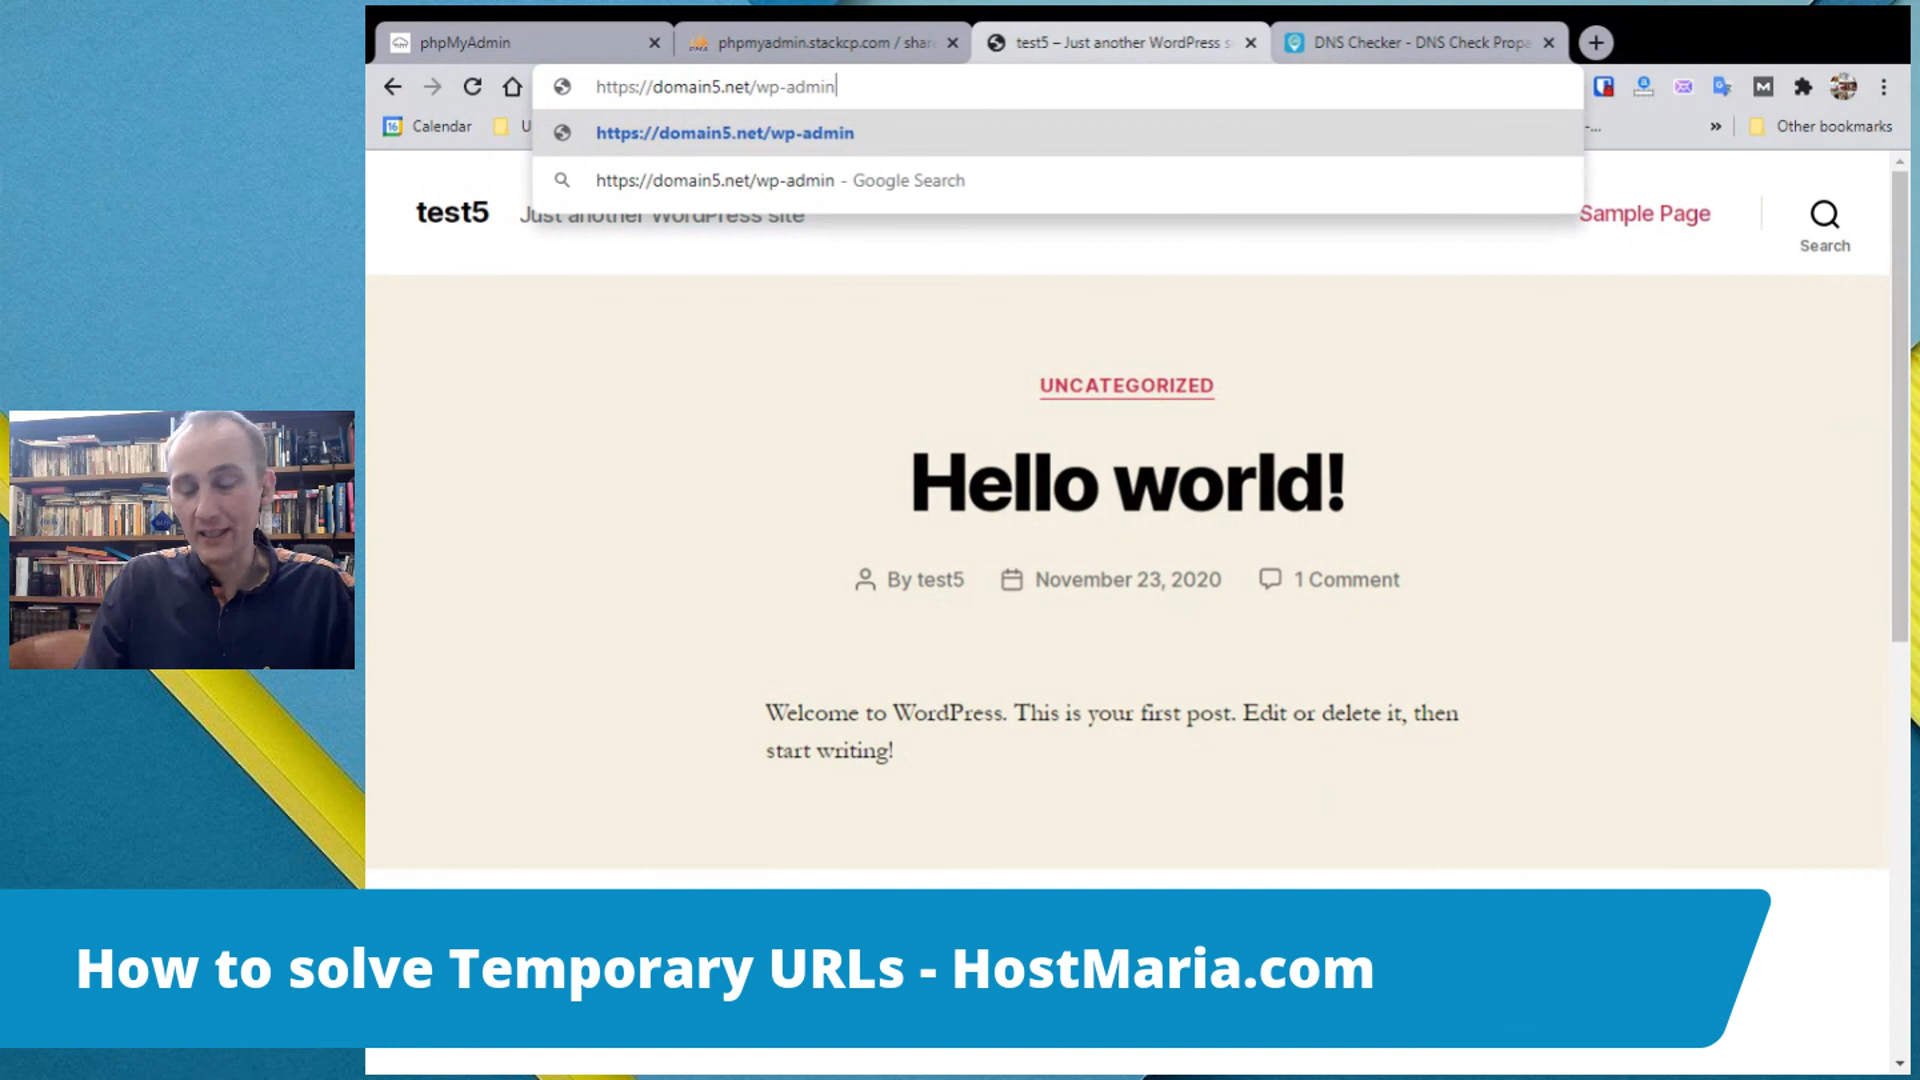 phpMyAdmin
phpmyadmin.stackcp.com / shar
test5 – Just another WordPress s
DNS Checker - DNS Check Propa
https://domain5.net/wp-admin
16 Calendar
U
Other bookmarks
https://domain5.net/wp-admin
https://domain5.net/wp-admin - Google Search
test5 Just another WordPress site
Sample Page
Search
UNCATEGORIZED
Hello world!
By test5 November 23, 2020 1 Comment
Welcome to WordPress. This is your first post. Edit or delete it, then
start writing!
How to solve Temporary URLs - HostMaria.com